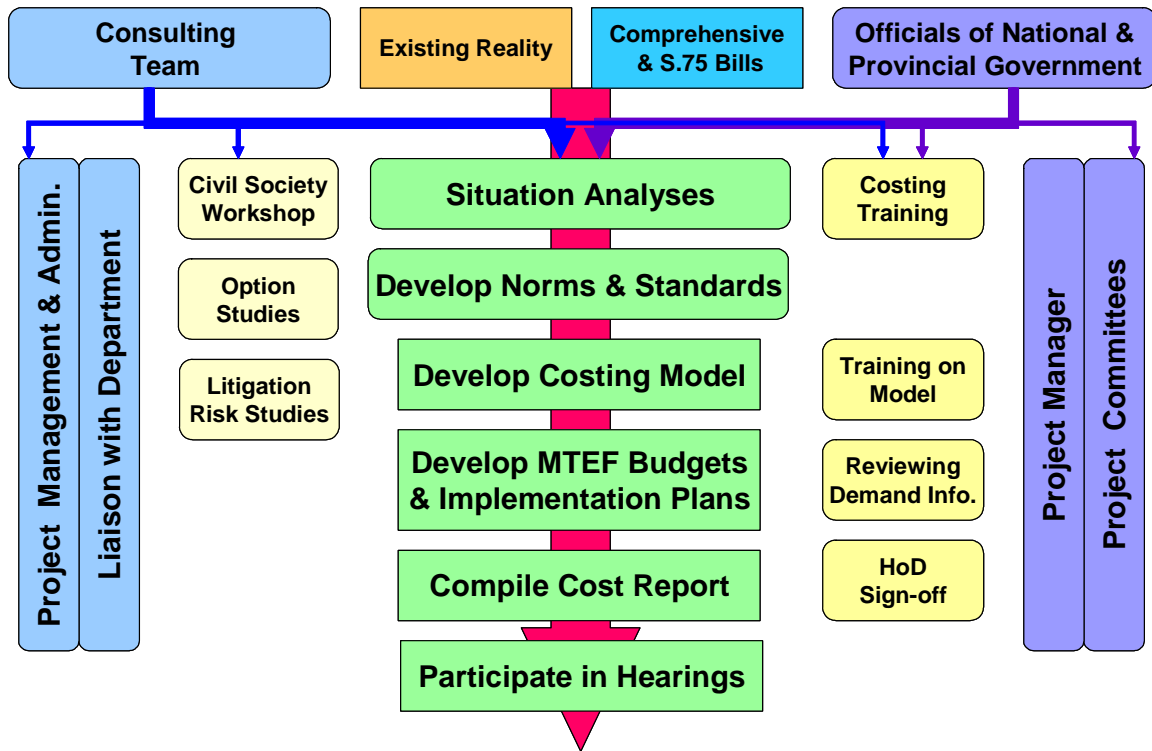 Consulting
Team
Existing Reality
Comprehensive
& S.75 Bills
Officials of National &
Provincial Government
Project Management & Admin.
Liaison with Department
Civil Society
Workshop
Option
Studies
Litigation
Risk Studies
Situation Analyses
Develop Norms & Standards
Develop Costing Model
Develop MTEF Budgets
& Implementation Plans
Compile Cost Report
Participate in Hearings
Costing
Training
Training on
Model
Reviewing
Demand Info.
HoD
Sign-off
Project Manager
Project Committees